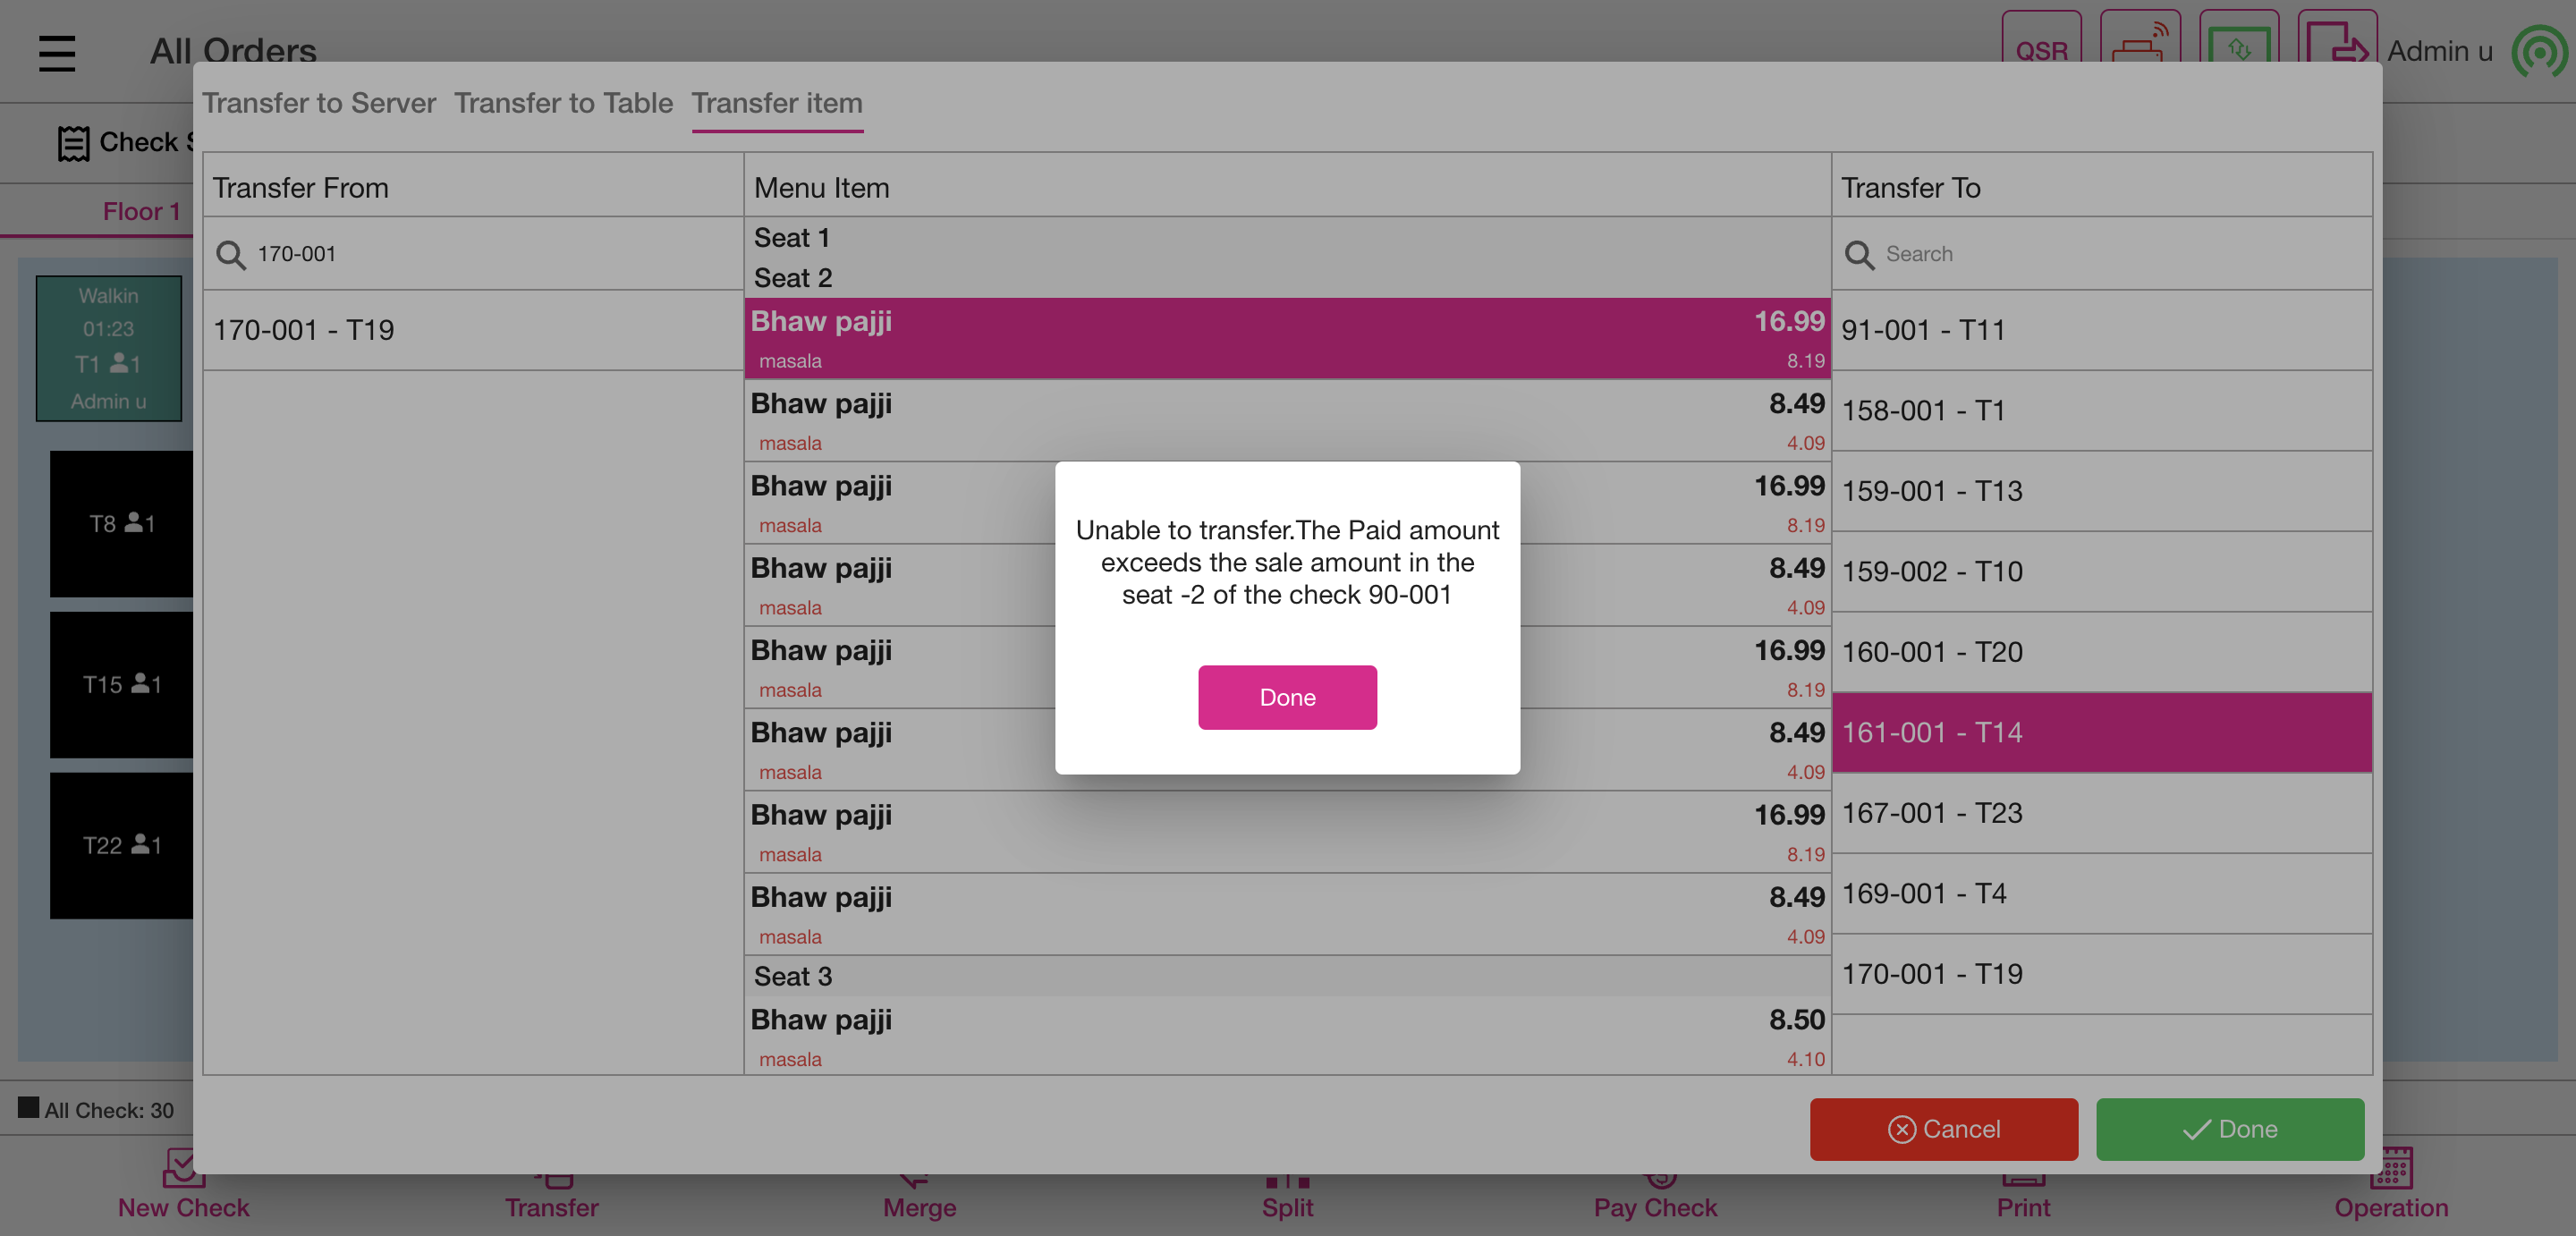 All Orders
QSR
Admin u
Transfer to Server
Transfer to Table
Transfer item
Check
Floor 1
Transfer From
Menu Item
Transfer To
170-001
Search
170-001 - T19
Seat 1
Seat 2
Bhaw pajji 16.99
masala 8.19
Bhaw pajji 8.49
masala 4.09
Bhaw pajji 16.99
masala 8.19
Bhaw pajji 8.49
masala 4.09
Bhaw pajji 16.99
masala 8.19
Bhaw pajji 8.49
masala 4.09
Bhaw pajji 16.99
masala 8.19
Bhaw pajji 8.49
masala 4.09
Seat 3
Bhaw pajji 8.50
masala 4.10
91-001 - T11
158-001 - T1
159-001 - T13
159-002 - T10
160-001 - T20
161-001 - T14
167-001 - T23
169-001 - T4
170-001 - T19
Walkin
01:23
T1 1
Admin u
T8 1
T15 1
T22 1
Unable to transfer.The Paid amount
exceeds the sale amount in the
seat -2 of the check 90-001
Done
Cancel
Done
All Check: 30
New Check
Transfer
Merge
Split
Pay Check
Print
Operation